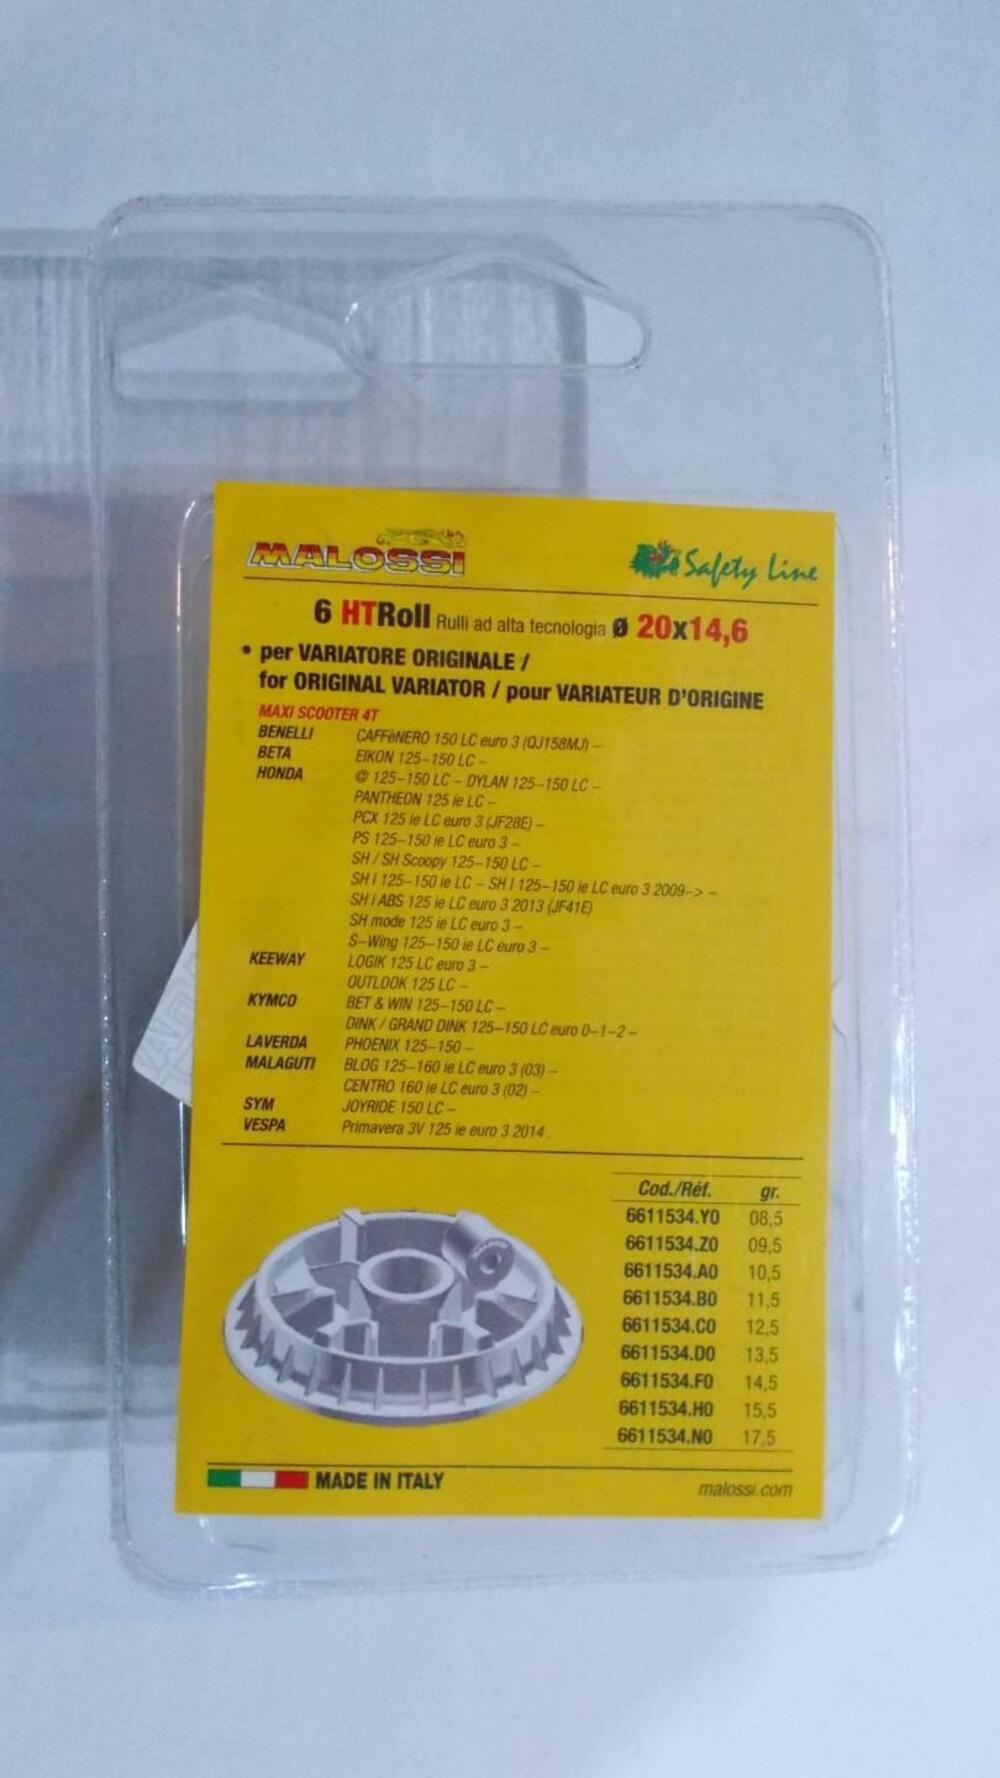 MALOSSI Safety Line
6 HTRoll Rulli ad alta tecnologia Ø 20x14,6
• per VARIATORE ORIGINALE /
for ORIGINAL VARIATOR / pour VARIATEUR D'ORIGINE
MAXI SCOOTER 4T
BENELLI CAFFèNERO 150 LC euro 3 (QJ158MJ) –
BETA EIKON 125–150 LC –
HONDA @ 125–150 LC – DYLAN 125–150 LC –
PANTHEON 125 ie LC –
PCX 125 ie LC euro 3 (JF28E) –
PS 125–150 ie LC euro 3 –
SH / SH Scoopy 125–150 LC –
SH I 125–150 ie LC – SH I 125–150 ie LC euro 3 2009-> –
SH i ABS 125 ie LC euro 3 2013 (JF41E)
SH mode 125 ie LC euro 3 –
S–Wing 125–150 ie LC euro 3 –
KEEWAY LOGIK 125 LC euro 3 –
OUTLOOK 125 LC –
KYMCO BET & WIN 125–150 LC –
DINK / GRAND DINK 125–150 LC euro 0–1–2 –
LAVERDA PHOENIX 125–150 –
MALAGUTI BLOG 125–160 ie LC euro 3 (03) –
CENTRO 160 ie LC euro 3 (02) –
SYM JOYRIDE 150 LC –
VESPA Primavera 3V 125 ie euro 3 2014 .
Cod./Réf. gr.
6611534.Y0 08,5
6611534.Z0 09,5
6611534.A0 10,5
6611534.B0 11,5
6611534.C0 12,5
6611534.D0 13,5
6611534.F0 14,5
6611534.H0 15,5
6611534.N0 17,5
MADE IN ITALY malossi.com